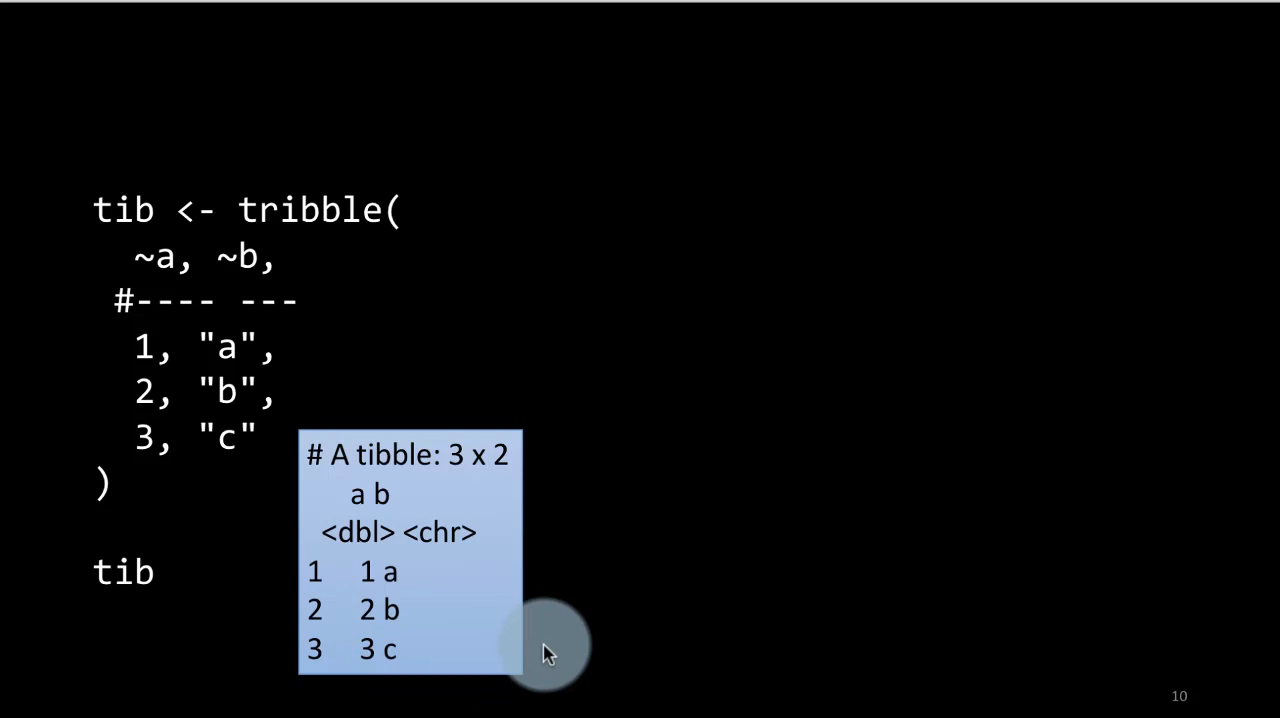 tib <- tribble(
~a, ~b,
#---- ---
1, "a",
2, "b",
3, "c"
)
tib
# A tibble: 3 x 2
a b
<dbl> <chr>
1 1 a
2 2 b
3 3 c
10